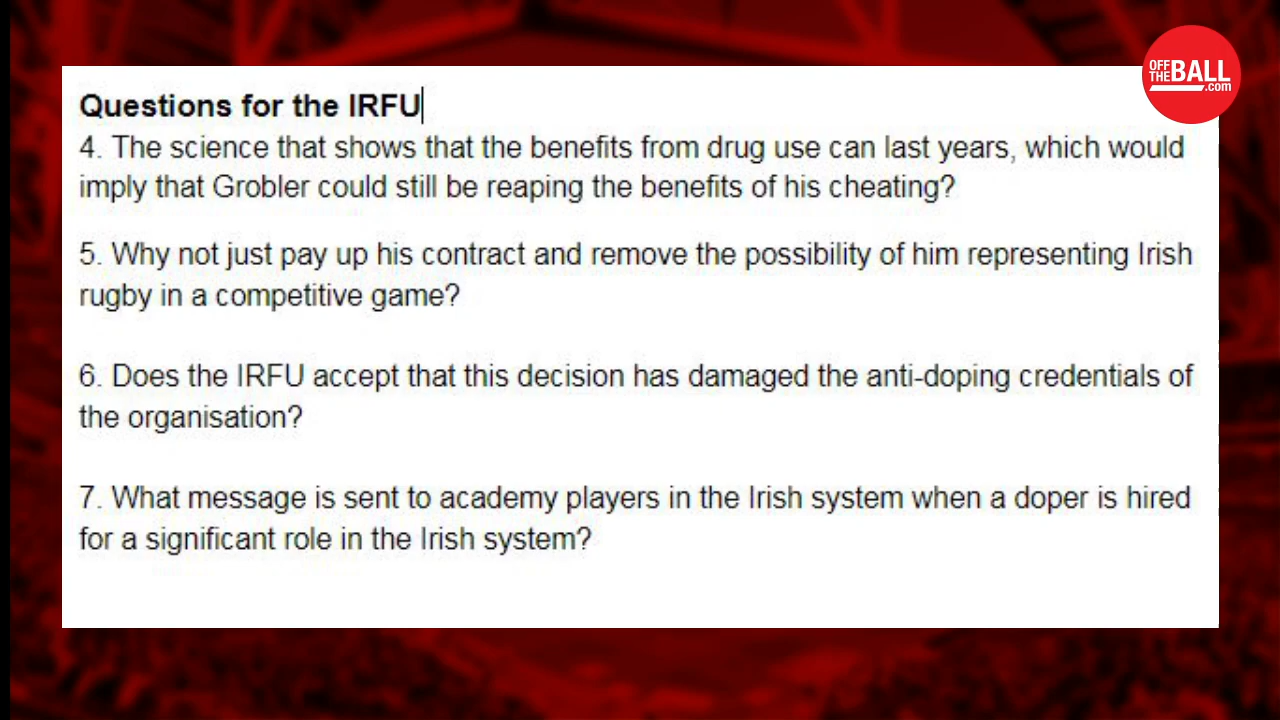 OFF
THE BALL
.com
Questions for the IRFU
4. The science that shows that the benefits from drug use can last years, which would
imply that Grobler could still be reaping the benefits of his cheating?
5. Why not just pay up his contract and remove the possibility of him representing Irish
rugby in a competitive game?
6. Does the IRFU accept that this decision has damaged the anti-doping credentials of
the organisation?
7. What message is sent to academy players in the Irish system when a doper is hired
for a significant role in the Irish system?